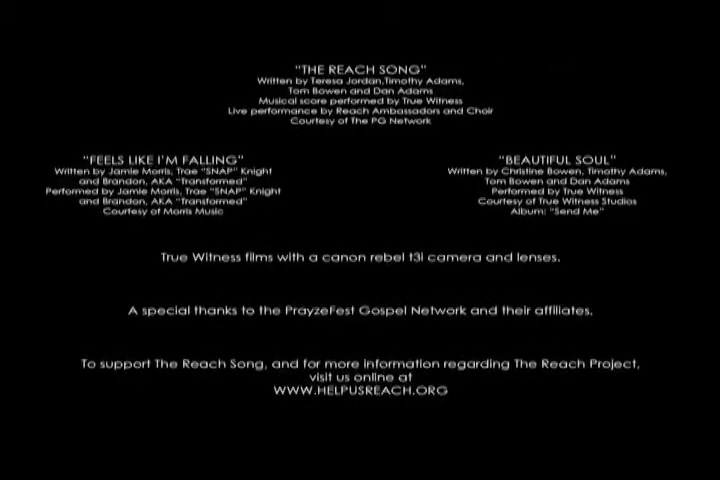 "THE REACH SONG"
Written by Teresa Jordan,Timothy Adams,
Tom Bowen and Dan Adams
Musical score performed by True Witness
Live performance by Reach Ambassadors and Choir
Courtesy of The PG Network
"FEELS LIKE I'M FALLING"
Written by Jamie Morris, Trae "SNAP" Knight
and Brandon, AKA "Transformed"
Performed by Jamie Morris, Trae "SNAP" Knight
and Brandon, AKA "Transformed"
Courtesy of Morris Music
"BEAUTIFUL SOUL"
Written by Christine Bowen, Timothy Adams,
Tom Bowen and Dan Adams
Performed by True Witness
Courtesy of True Witness Studios
Album: "Send Me"
True Witness films with a canon rebel t3i camera and lenses.
A special thanks to the PrayzeFest Gospel Network and their affiliates.
To support The Reach Song, and for more information regarding The Reach Project,
visit us online at
WWW.HELPUSREACH.ORG